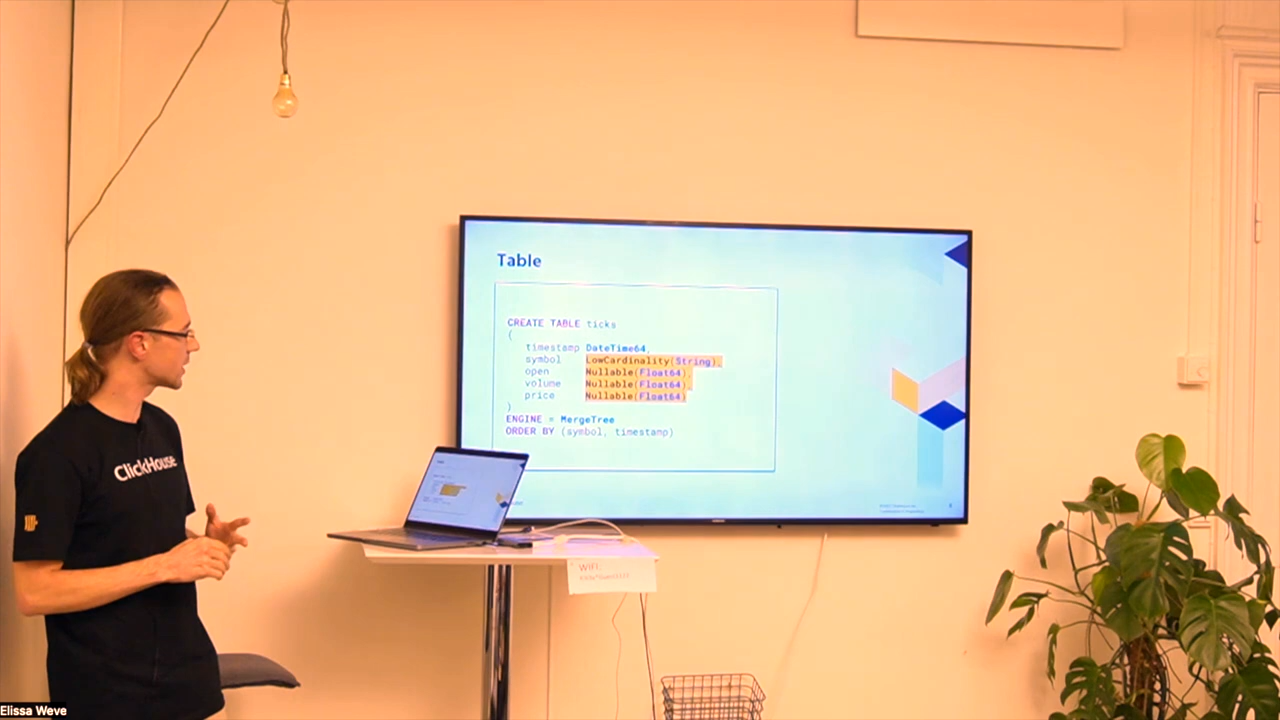 Table
CREATE TABLE ticks
(
timestamp DateTime64,
symbol LowCardinality(String),
open Nullable(Float64),
volume Nullable(Float64)
price Nullable(Float64)
)
ENGINE = MergeTree
ORDER BY (symbol, timestamp)
ClickHouse
WIFI:
Elissa Weve